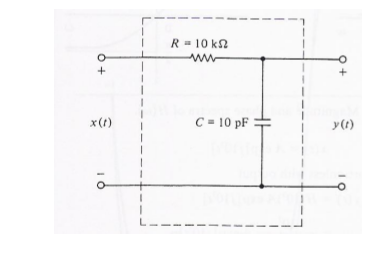 R = 10 kΩ
+
+
x(t)
C = 10 pF
y(t)
−
−